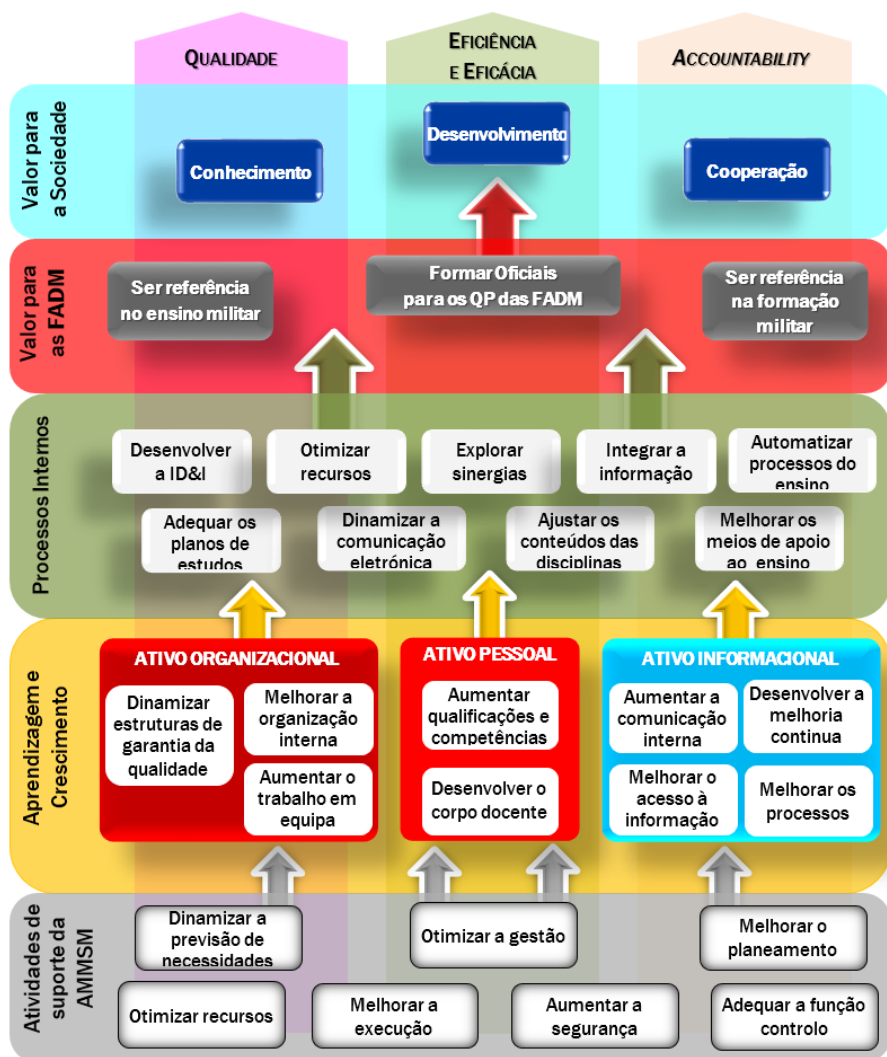 QUALIDADE
EFICIÊNCIA
E EFICÁCIA
ACCOUNTABILITY
Valor para
a Sociedade
Conhecimento
Desenvolvimento
Cooperação
Valor para
as FADM
Ser referência
no ensino militar
Formar Oficiais
para os QP das FADM
Ser referência
na formação
militar
Processos Internos
Desenvolver
a ID&I
Otimizar
recursos
Explorar
sinergias
Integrar a
informação
Automatizar
processos do
ensino
Adequar os
planos de
estudos
Dinamizar a
comunicação
eletrónica
Ajustar os
conteúdos das
disciplinas
Melhorar os
meios de apoio
ao ensino
Aprendizagem e
Crescimento
ATIVO ORGANIZACIONAL
Dinamizar
estruturas de
garantia da
qualidade
Melhorar a
organização
interna
Aumentar o
trabalho em
equipa
ATIVO PESSOAL
Aumentar
qualificações e
competências
Desenvolver o
corpo docente
ATIVO INFORMACIONAL
Aumentar a
comunicação
interna
Desenvolver a
melhoria
continua
Melhorar o
acesso à
informação
Melhorar os
processos
Atividades de
suporte da
AMMSM
Dinamizar a
previsão de
necessidades
Otimizar a gestão
Melhorar o
planeamento
Otimizar recursos
Melhorar a
execução
Aumentar a
segurança
Adequar a função
controlo